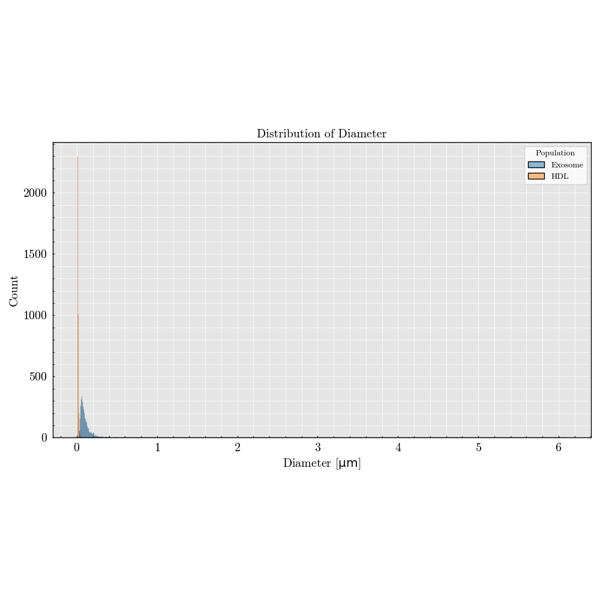 Distribution of Diameter
Population
Exosome
HDL
Count
2000
1500
1000
500
0
0 1 2 3 4 5 6
Diameter [µm]